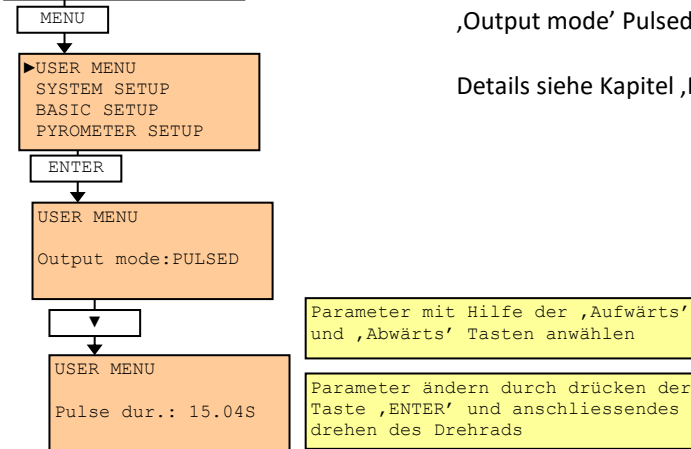 MENU
‚Output mode’ Pulsed
►USER MENU
SYSTEM SETUP
BASIC SETUP
PYROMETER SETUP
Details siehe Kapitel ‚
ENTER
USER MENU
Output mode:PULSED
▼
Parameter mit Hilfe der ‚Aufwärts’
und ‚Abwärts’ Tasten anwählen
USER MENU
Pulse dur.: 15.04S
Parameter ändern durch drücken der
Taste ‚ENTER’ und anschliessendes
drehen des Drehrads